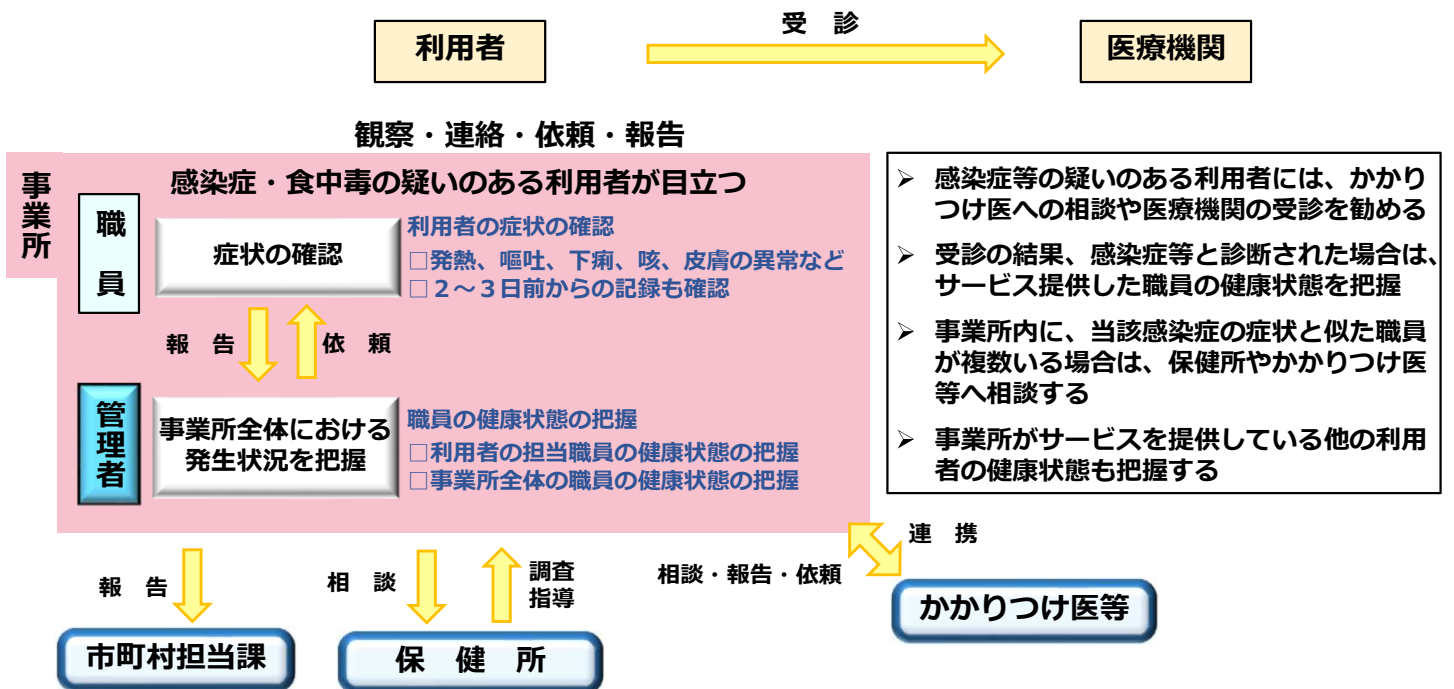 利用者
受 診
医療機関
観察・連絡・依頼・報告
事業所
感染症・食中毒の疑いのある利用者が目立つ
職員
症状の確認
利用者の症状の確認
□発熱、嘔吐、下痢、咳、皮膚の異常など
□２～３日前からの記録も確認
報 告
依 頼
管理者
事業所全体における
発生状況を把握
職員の健康状態の把握
□利用者の担当職員の健康状態の把握
□事業所全体の職員の健康状態の把握
➢ 感染症等の疑いのある利用者には、かかり
つけ医への相談や医療機関の受診を勧める
➢ 受診の結果、感染症等と診断された場合は、
サービス提供した職員の健康状態を把握
➢ 事業所内に、当該感染症の症状と似た職員
が複数いる場合は、保健所やかかりつけ医
等へ相談する
➢ 事業所がサービスを提供している他の利用
者の健康状態も把握する
報 告
相 談
調査
指導
相談・報告・依頼
連 携
市町村担当課
保 健 所
かかりつけ医等